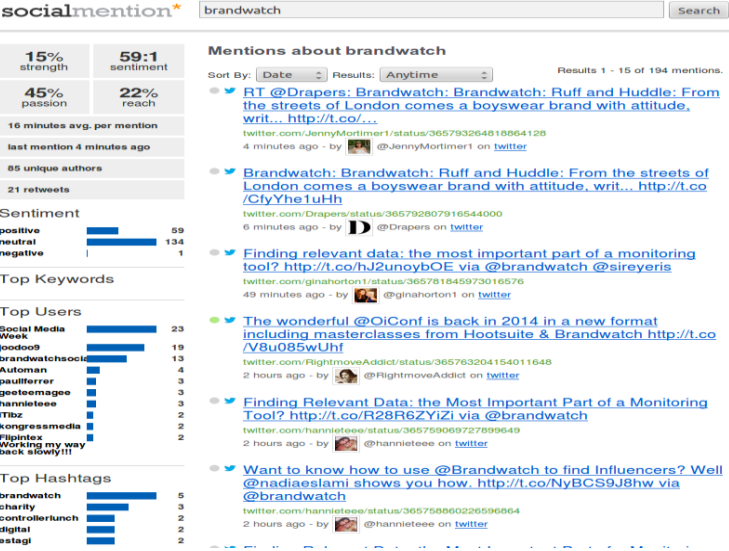 socialmention*
brandwatch
Search
15%
strength
59:1
sentiment
45%
passion
22%
reach
16 minutes avg. per mention
last mention 4 minutes ago
85 unique authors
21 retweets
Sentiment
positive 59
neutral 134
negative 1
Top Keywords
Top Users
Social Media
Week 23
joodoo9 19
brandwatchsocia 13
Automan 4
paullferrer 3
geeteemagee 3
hannieteee 3
ITibz 2
kongressmedia 2
Flipintex 2
Working my way
back slowly!!!
Top Hashtags
brandwatch 5
charity 3
controllerlunch 2
digital 2
estagi 2
Mentions about brandwatch
Sort By: Date Results: Anytime
Results 1 - 15 of 194 mentions.
RT @Drapers: Brandwatch: Brandwatch: Ruff and Huddle: From
the streets of London comes a boyswear brand with attitude,
writ... http://t.co/...
twitter.com/JennyMortimer1/status/365793264818864128
4 minutes ago - by @JennyMortimer1 on twitter
Brandwatch: Brandwatch: Ruff and Huddle: From the streets of
London comes a boyswear brand with attitude, writ... http://t.co
/CfyYhe1uHh
twitter.com/Drapers/status/365792807916544000
6 minutes ago - by D @Drapers on twitter
Finding relevant data: the most important part of a monitoring
tool? http://t.co/hJ2unoybOE via @brandwatch @sireyeris
twitter.com/ginahorton1/status/365781845973016576
49 minutes ago - by @ginahorton1 on twitter
The wonderful @OiConf is back in 2014 in a new format
including masterclasses from Hootsuite & Brandwatch http://t.co
/V8u085wUhf
twitter.com/RightmoveAddict/status/365763204154011648
2 hours ago - by @RightmoveAddict on twitter
Finding Relevant Data: the Most Important Part of a Monitoring
Tool? http://t.co/R28R6ZYiZi via @brandwatch
twitter.com/hannieteee/status/365759069727899649
2 hours ago - by @hannieteee on twitter
Want to know how to use @Brandwatch to find Influencers? Well
@nadiaeslami shows you how. http://t.co/NyBCS9J8hw via
@brandwatch
twitter.com/hannieteee/status/365758860226596864
2 hours ago - by @hannieteee on twitter